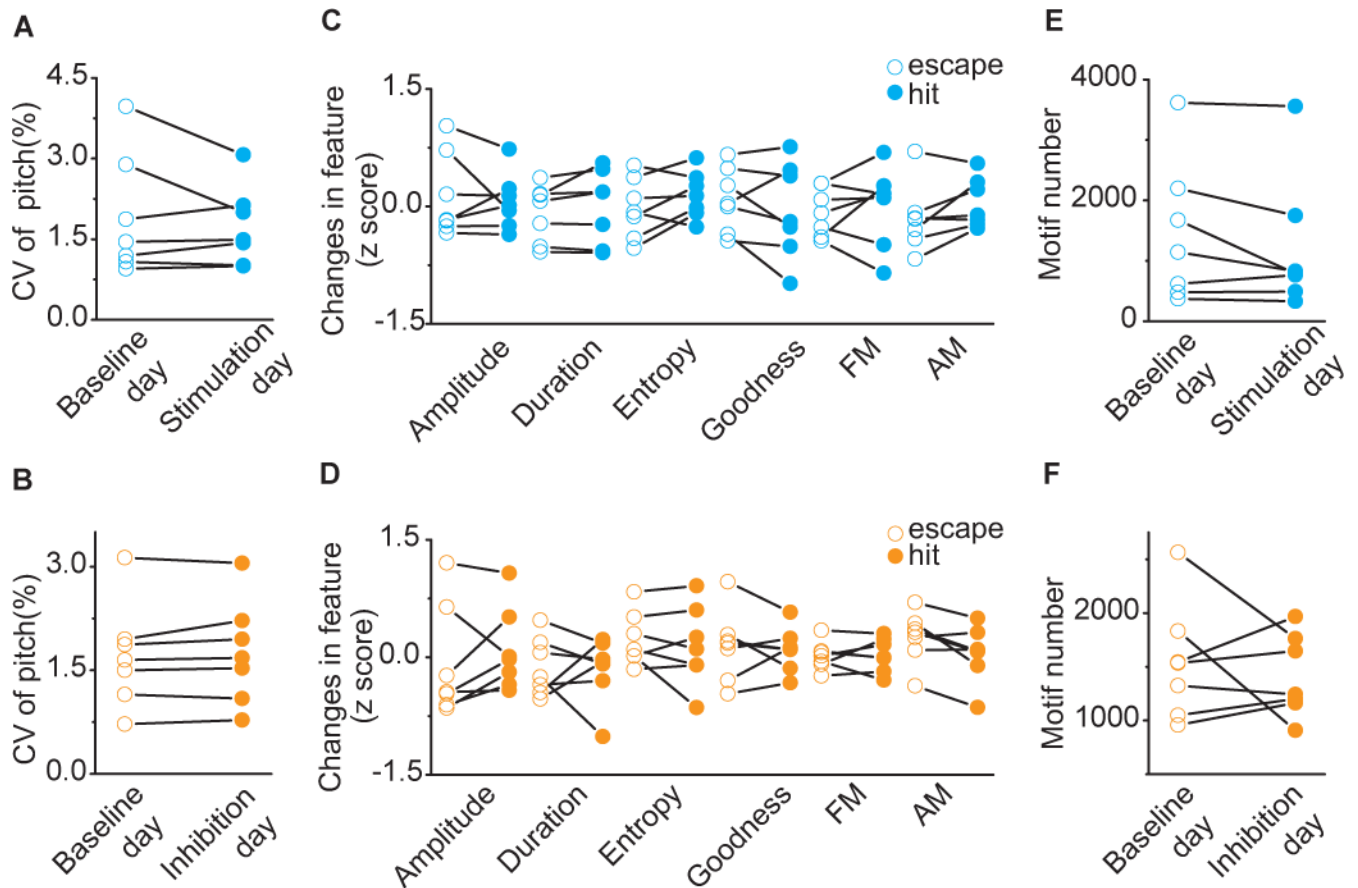 A
CV of pitch(%)
4.5
3.0
1.5
0.0
Baseline
day
Stimulation
day
C
Changes in feature
(z score)
1.5
0.0
-1.5
escape
hit
Amplitude
Duration
Entropy
Goodness
FM
AM
E
Motif number
4000
2000
0
Baseline
day
Stimulation
day
B
CV of pitch(%)
3.0
1.5
0.0
Baseline
day
Inhibition
day
D
Changes in feature
(z score)
1.5
0.0
-1.5
escape
hit
Amplitude
Duration
Entropy
Goodness
FM
AM
F
Motif number
2000
1000
Baseline
day
Inhibition
day